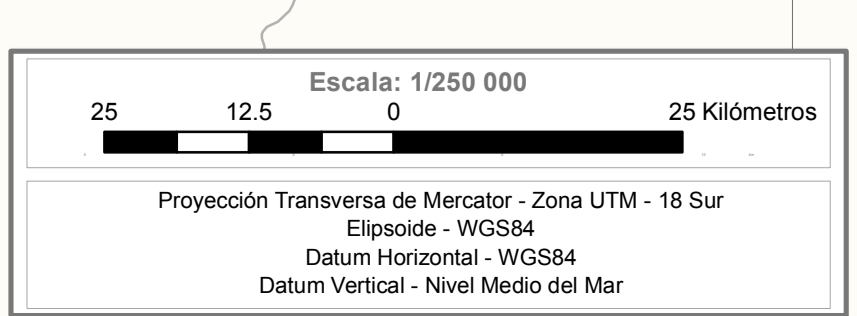 Escala: 1/250 000
25 12.5 0 25 Kilómetros
Proyección Transversa de Mercator - Zona UTM - 18 Sur
Elipsoide - WGS84
Datum Horizontal - WGS84
Datum Vertical - Nivel Medio del Mar